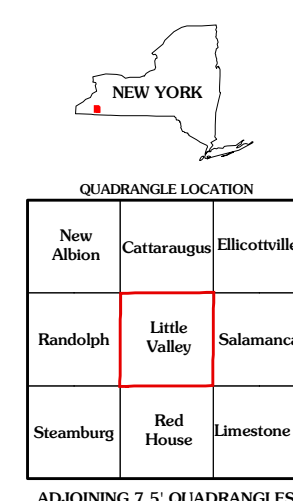 NEW YORK
QUADRANGLE LOCATION
New
Albion
Cattaraugus
Ellicottville
Randolph
Little
Valley
Salamanca
Steamburg
Red
House
Limestone
ADJOINING 7.5' QUADRANGLES